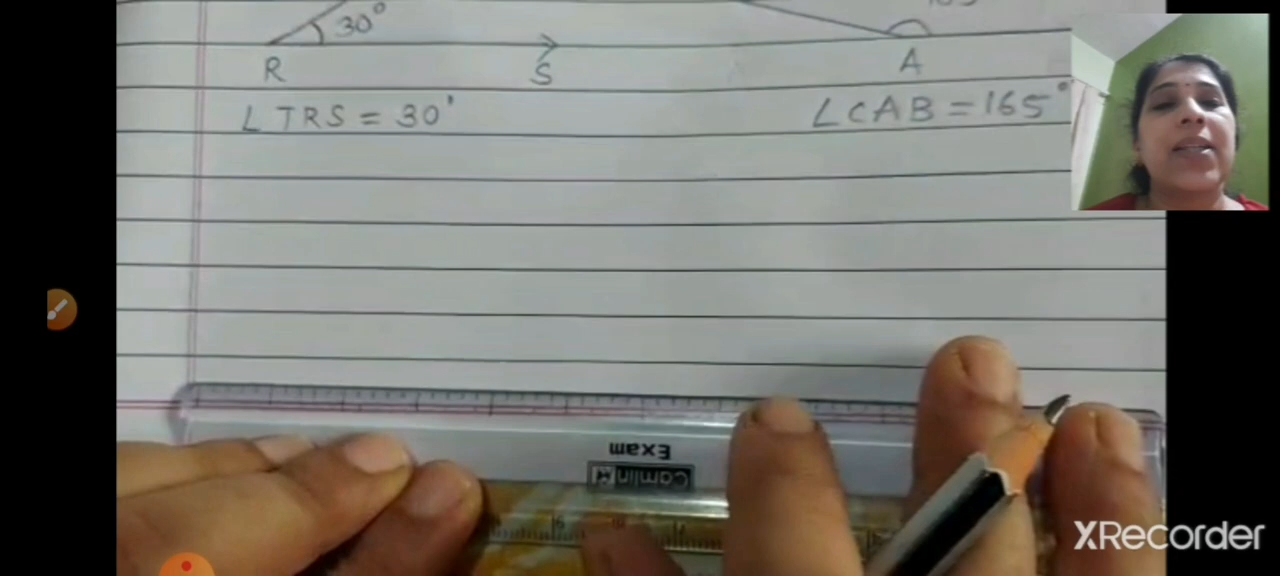 30°
R
S
A
∠TRS = 30°
∠CAB = 165°
Exam
Camlin
XRecorder